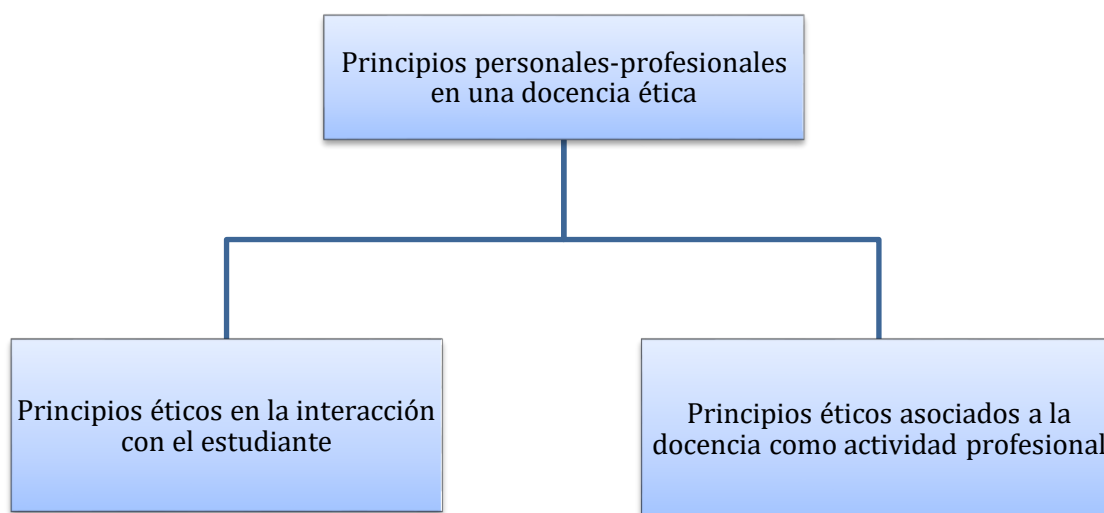 Principios personales-profesionales
en una docencia ética
Principios éticos en la interacción
con el estudiante
Principios éticos asociados a la
docencia como actividad profesional